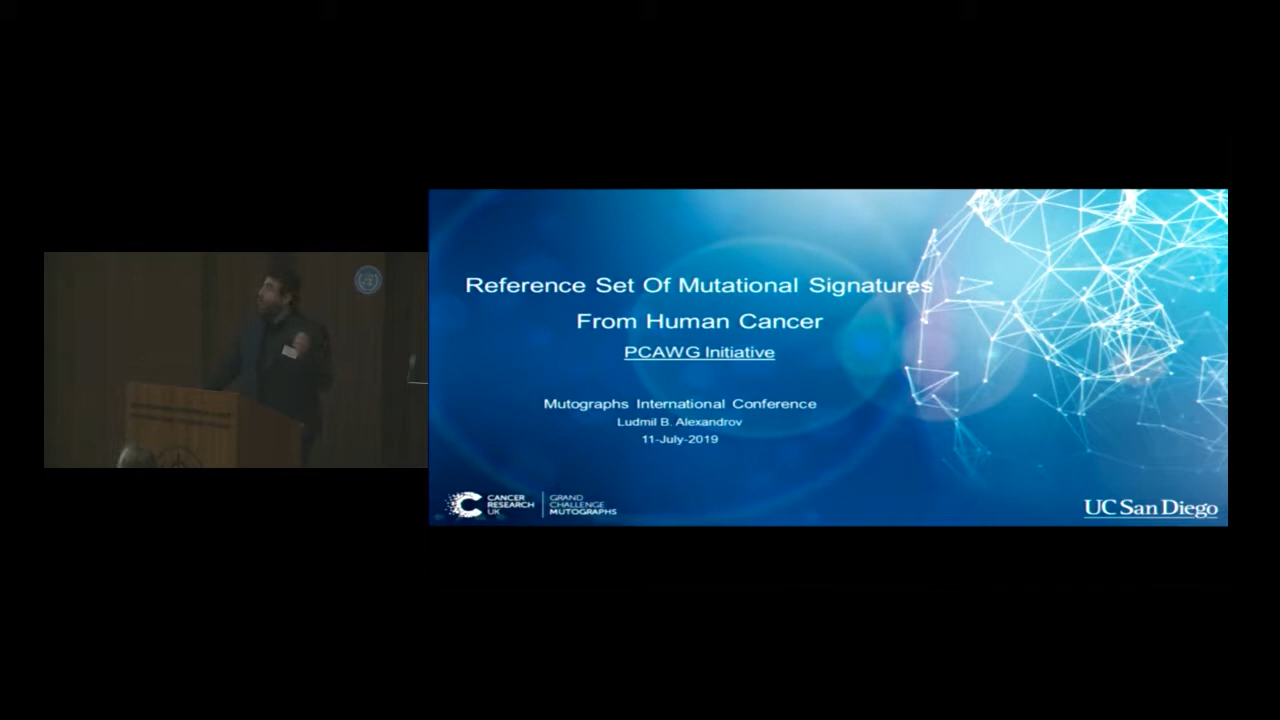 Reference Set Of Mutational Signatures
From Human Cancer
PCAWG Initiative
Mutographs International Conference
Ludmil B. Alexandrov
11-July-2019
CANCER
RESEARCH
UK
GRAND
CHALLENGE
MUTOGRAPHS
UC San Diego